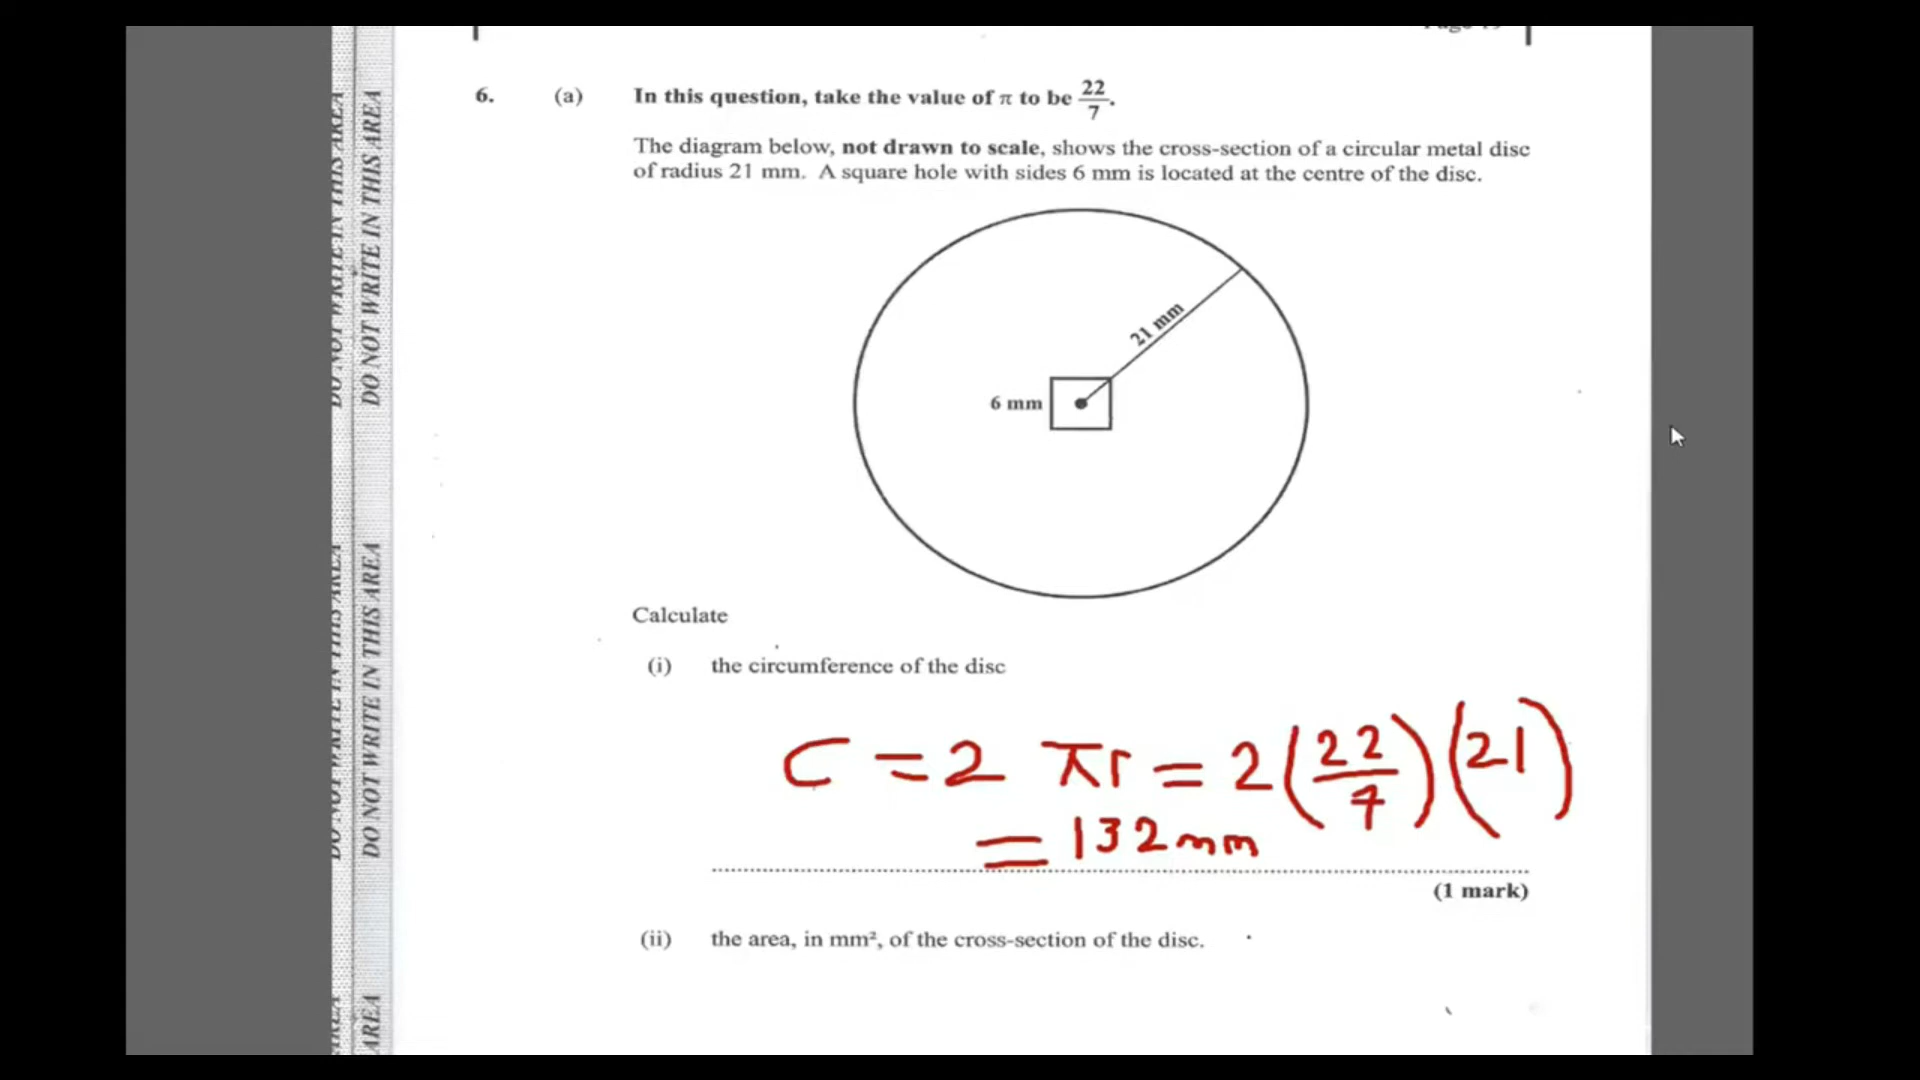 6. (a) In this question, take the value of π to be 22/7.
The diagram below, not drawn to scale, shows the cross-section of a circular metal disc
of radius 21 mm. A square hole with sides 6 mm is located at the centre of the disc.
21 mm
6 mm
Calculate
(i) the circumference of the disc
C = 2 πr = 2(22/7)(21)
= 132mm
(1 mark)
(ii) the area, in mm², of the cross-section of the disc.
DO NOT WRITE IN THIS AREA
DO NOT WRITE IN THIS AREA
AREA